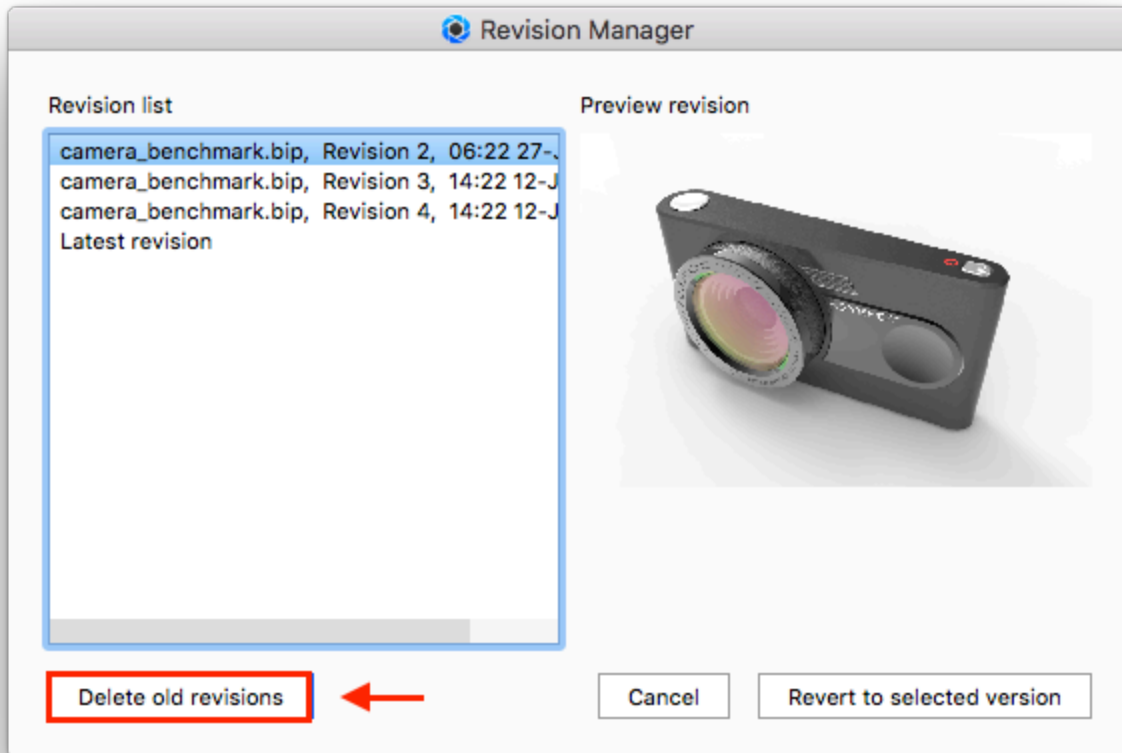 Revision Manager
Revision list
Preview revision
camera_benchmark.bip, Revision 2, 06:22 27-
camera_benchmark.bip, Revision 3, 14:22 12-J
camera_benchmark.bip, Revision 4, 14:22 12-J
Latest revision
Delete old revisions
Cancel
Revert to selected version